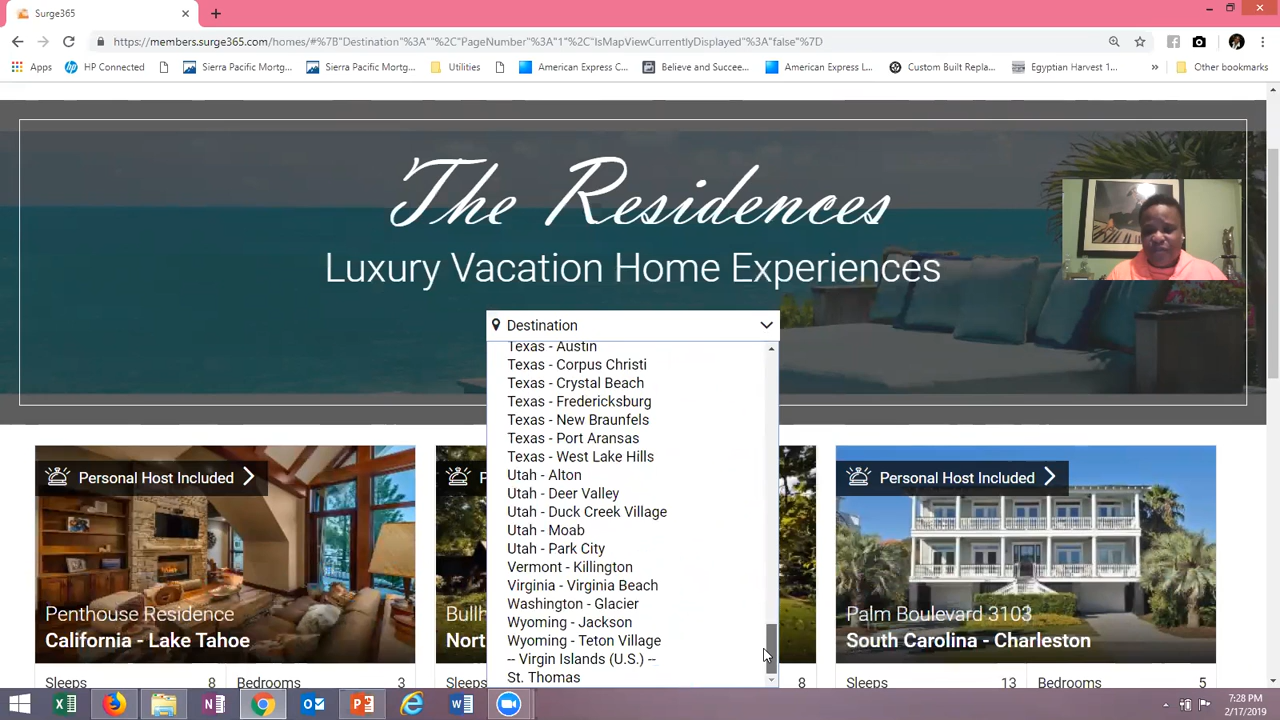 Surge365
https://members.surge365.com/homes/#%7B"Destination"%3A""%2C"PageNumber"%3A1%2C"IsMapViewCurrentlyDisplayed"%3A"false"%7D
Apps
HP Connected
Sierra Pacific Mortg...
Sierra Pacific Mortg...
Utilities
American Express C...
Believe and Succee...
American Express L...
Custom Built Repla...
Egyptian Harvest 1...
»
Other bookmarks
The Residences
Luxury Vacation Home Experiences
Destination
Texas - Austin
Texas - Corpus Christi
Texas - Crystal Beach
Texas - Fredericksburg
Texas - New Braunfels
Texas - Port Aransas
Texas - West Lake Hills
Utah - Alton
Utah - Deer Valley
Utah - Duck Creek Village
Utah - Moab
Utah - Park City
Vermont - Killington
Virginia - Virginia Beach
Washington - Glacier
Wyoming - Jackson
Wyoming - Teton Village
-- Virgin Islands (U.S.) --
St. Thomas
Personal Host Included
Penthouse Residence
California - Lake Tahoe
Sleeps 8 Bedrooms 3
P
Bullh
Nort
S
8
Personal Host Included
Palm Boulevard 3103
South Carolina - Charleston
Sleeps 13 Bedrooms 5
7:28 PM
2/17/2019